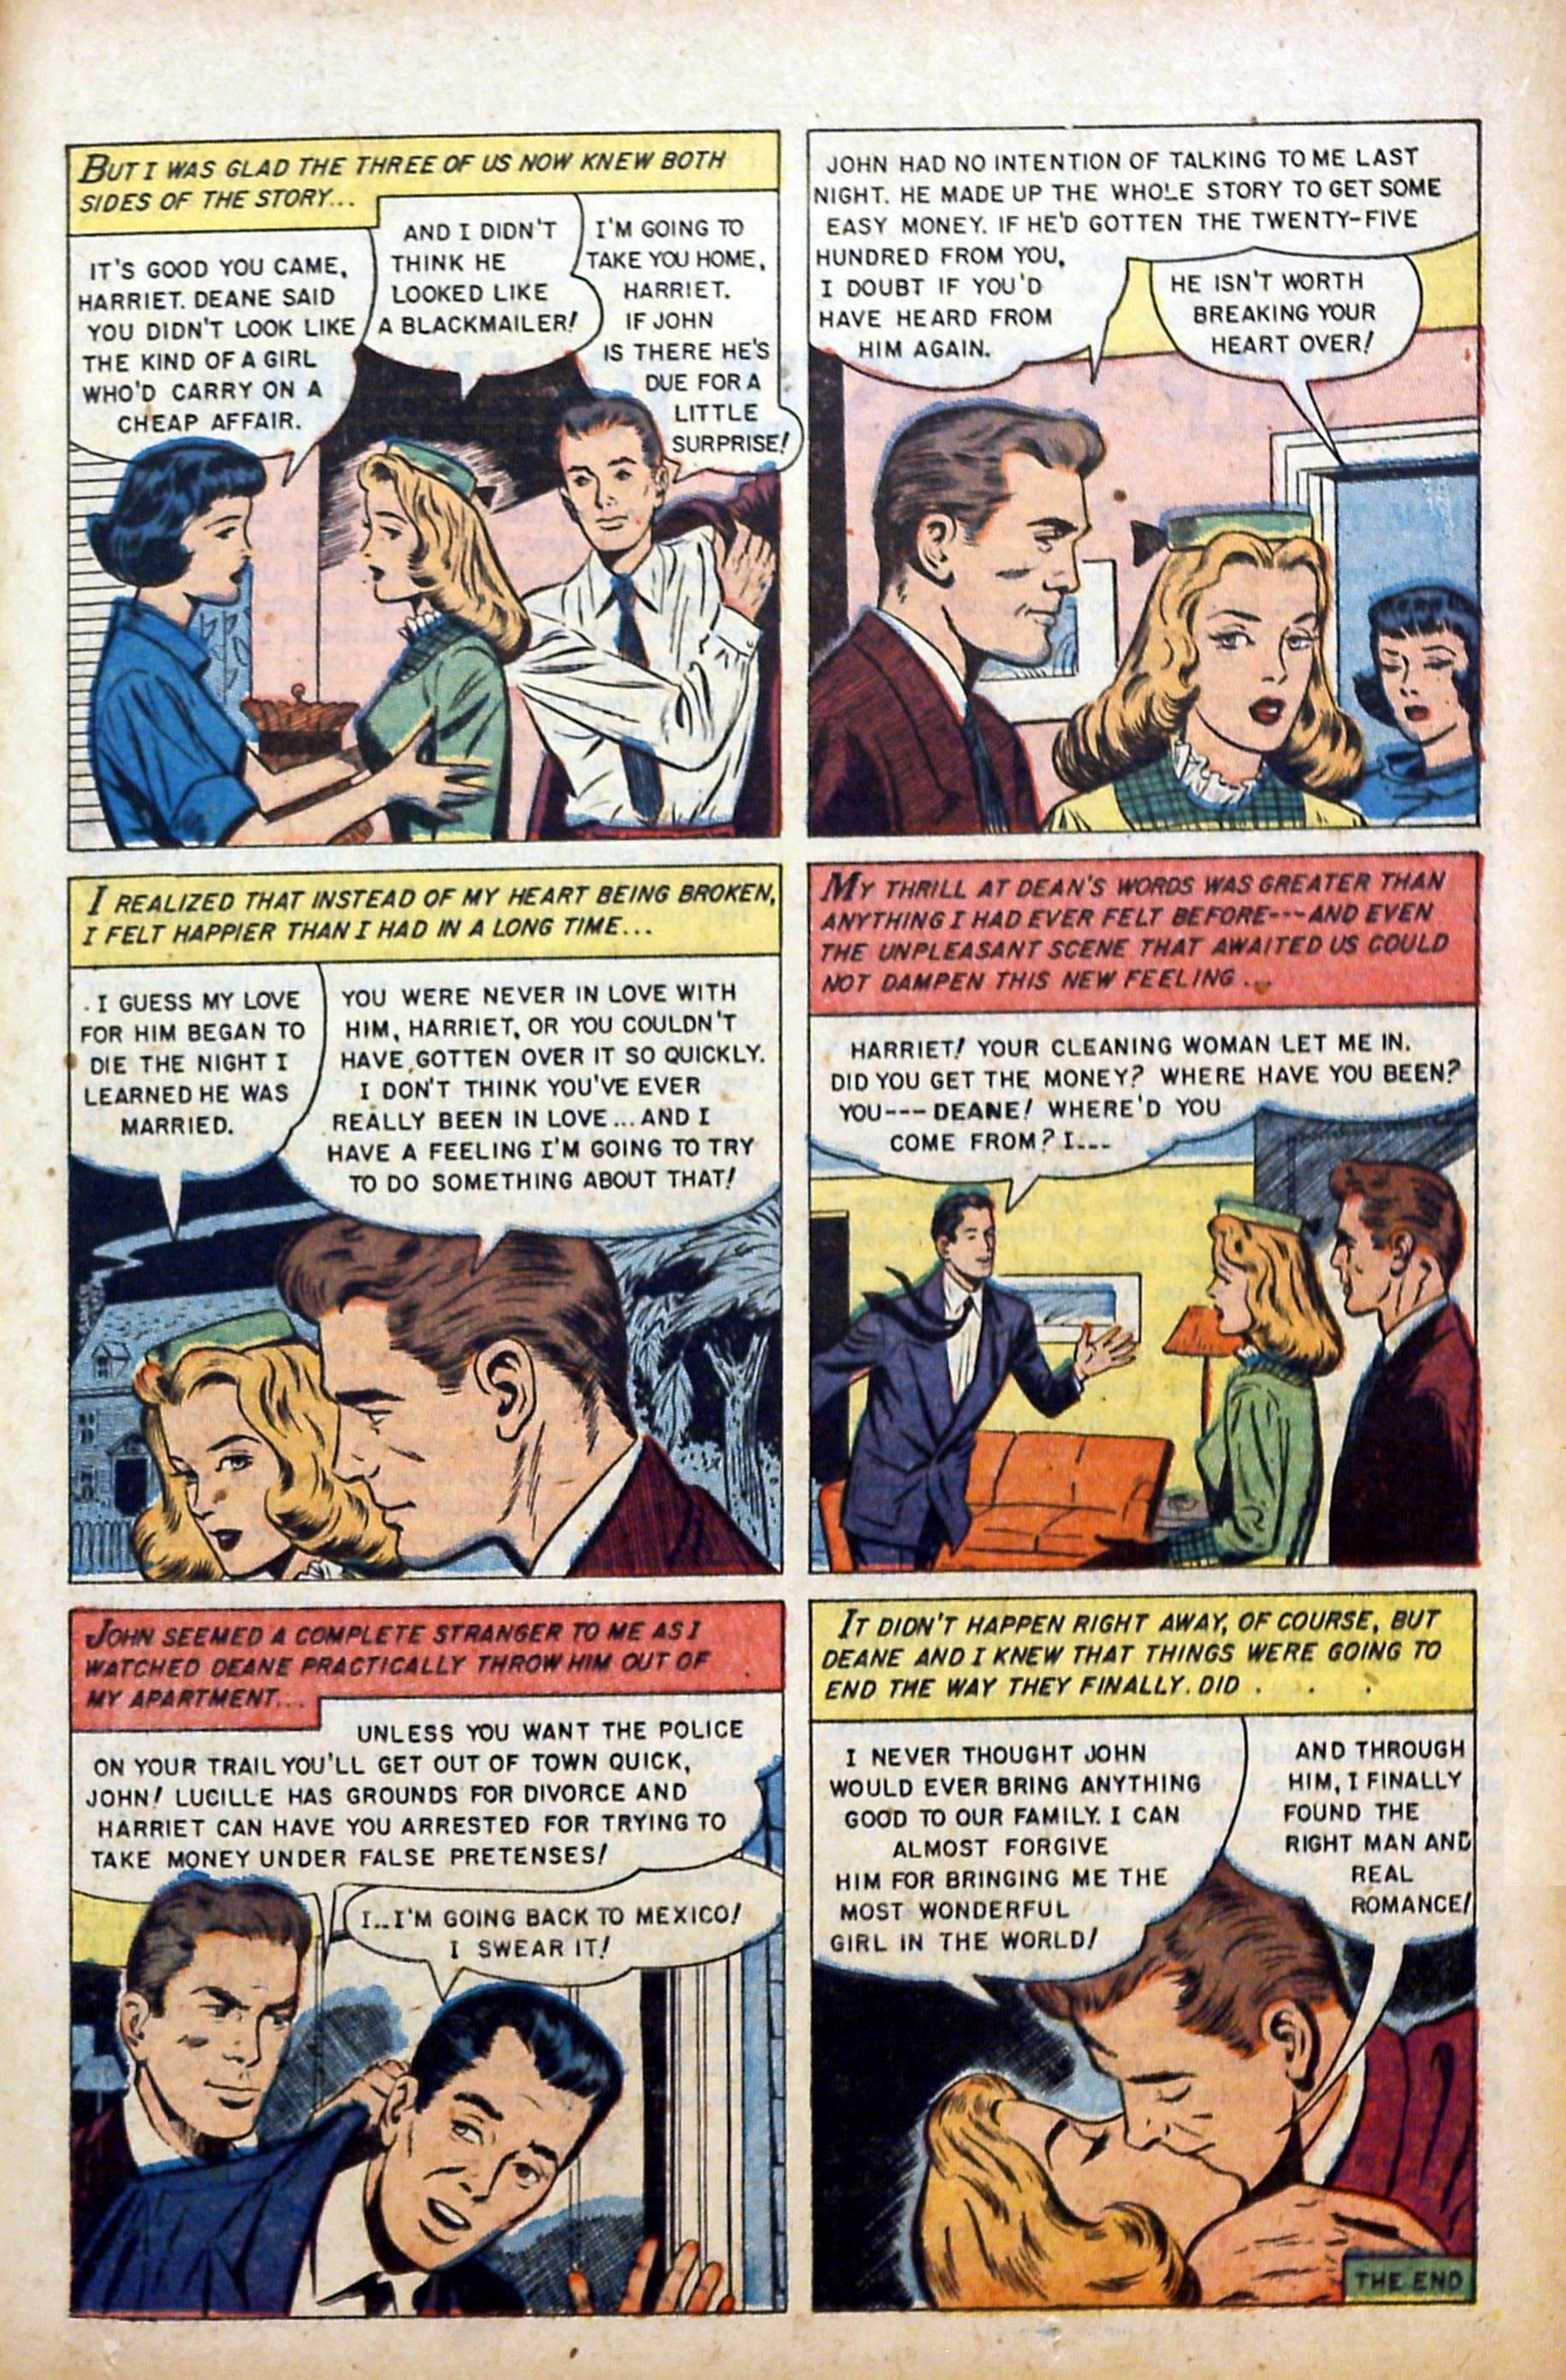 BUT I WAS GLAD THE THREE OF US NOW KNEW BOTH
SIDES OF THE STORY...
IT'S GOOD YOU CAME,
HARRIET. DEANE SAID
YOU DIDN'T LOOK LIKE
THE KIND OF A GIRL
WHO'D CARRY ON A
CHEAP AFFAIR.
AND I DIDN'T
THINK HE
LOOKED LIKE
A BLACKMAILER!
I'M GOING TO
TAKE YOU HOME,
HARRIET.
IF JOHN
IS THERE HE'S
DUE FOR A
LITTLE
SURPRISE!
JOHN HAD NO INTENTION OF TALKING TO ME LAST
NIGHT. HE MADE UP THE WHOLE STORY TO GET SOME
EASY MONEY. IF HE'D GOTTEN THE TWENTY-FIVE
HUNDRED FROM YOU,
I DOUBT IF YOU'D
HAVE HEARD FROM
HIM AGAIN.
HE ISN'T WORTH
BREAKING YOUR
HEART OVER!
I REALIZED THAT INSTEAD OF MY HEART BEING BROKEN,
I FELT HAPPIER THAN I HAD IN A LONG TIME...
I GUESS MY LOVE
FOR HIM BEGAN TO
DIE THE NIGHT I
LEARNED HE WAS
MARRIED.
YOU WERE NEVER IN LOVE WITH
HIM, HARRIET, OR YOU COULDN'T
HAVE GOTTEN OVER IT SO QUICKLY.
I DON'T THINK YOU'VE EVER
REALLY BEEN IN LOVE... AND I
HAVE A FEELING I'M GOING TO TRY
TO DO SOMETHING ABOUT THAT!
MY THRILL AT DEAN'S WORDS WAS GREATER THAN
ANYTHING I HAD EVER FELT BEFORE---AND EVEN
THE UNPLEASANT SCENE THAT AWAITED US COULD
NOT DAMPEN THIS NEW FEELING...
HARRIET! YOUR CLEANING WOMAN LET ME IN.
DID YOU GET THE MONEY? WHERE HAVE YOU BEEN?
YOU--- DEANE! WHERE'D YOU
COME FROM? I---
JOHN SEEMED A COMPLETE STRANGER TO ME AS I
WATCHED DEANE PRACTICALLY THROW HIM OUT OF
MY APARTMENT...
UNLESS YOU WANT THE POLICE
ON YOUR TRAIL YOU'LL GET OUT OF TOWN QUICK,
JOHN! LUCILLE HAS GROUNDS FOR DIVORCE AND
HARRIET CAN HAVE YOU ARRESTED FOR TRYING TO
TAKE MONEY UNDER FALSE PRETENSES!
I..I'M GOING BACK TO MEXICO!
I SWEAR IT!
IT DIDN'T HAPPEN RIGHT AWAY, OF COURSE, BUT
DEANE AND I KNEW THAT THINGS WERE GOING TO
END THE WAY THEY FINALLY DID . . .
I NEVER THOUGHT JOHN
WOULD EVER BRING ANYTHING
GOOD TO OUR FAMILY. I CAN
ALMOST FORGIVE
HIM FOR BRINGING ME THE
MOST WONDERFUL
GIRL IN THE WORLD!
AND THROUGH
HIM, I FINALLY
FOUND THE
RIGHT MAN AND
REAL
ROMANCE!
THE END